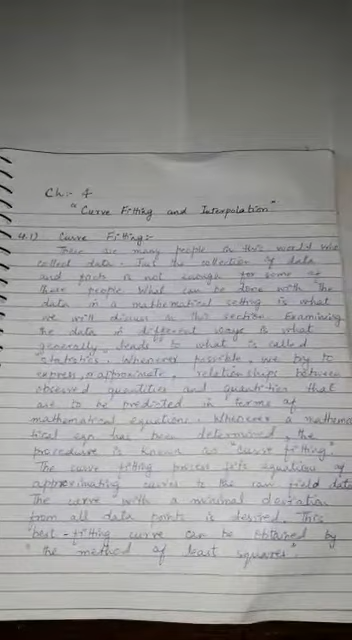 Ch:- 4
"Curve Fitting and Interpolation"
4.1) Curve Fitting:-
There are many people in this world who
collect data. But the collection of data
and facts is not enough for some of
these people What can be done with the
data in a mathematical setting is what
we will discuss in this section. Examining
the data in different ways is what
generally leads to what is called
"statistics. Whenever possible, we try to
express, or approximate, relationships between
observed quantities and quantities that
are to be predicted in terms of
mathematical equations. Whenever a mathema
tical eqn has been determined, the
procedure is known as "curve fitting".
The curve fitting process fits equations of
approximating curves to the raw field data
The curve with a minimal deviation
from all data points is desired. This
"best-fitting curve can be obtained by
"the method of least squares".